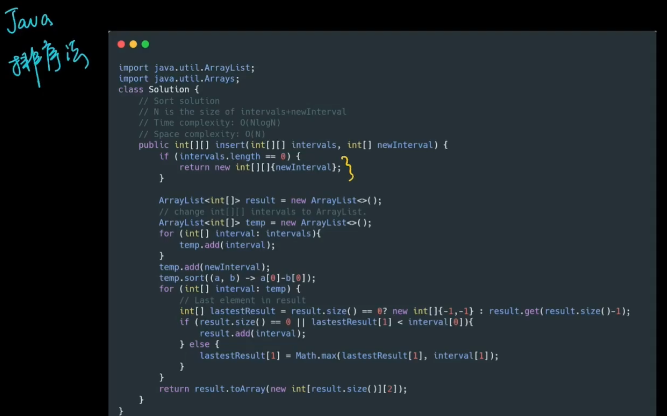 Java
排序法
import java.util.ArrayList;
import java.util.Arrays;
class Solution {
// Sort solution
// N is the size of intervals+newInterval
// Time complexity: O(NlogN)
// Space complexity: O(N)
public int[][] insert(int[][] intervals, int[] newInterval) {
if (intervals.length == 0) {
return new int[][]{newInterval};
}
ArrayList<int[]> result = new ArrayList<>();
// change int[][] intervals to ArrayList.
ArrayList<int[]> temp = new ArrayList<>();
for (int[] interval: intervals){
temp.add(interval);
}
temp.add(newInterval);
temp.sort((a, b) -> a[0]-b[0]);
for (int[] interval: temp) {
// Last element in result
int[] lastestResult = result.size() == 0? new int[]{-1,-1} : result.get(result.size()-1);
if (result.size() == 0 || lastestResult[1] < interval[0]){
result.add(interval);
} else {
lastestResult[1] = Math.max(lastestResult[1], interval[1]);
}
}
return result.toArray(new int[result.size()][2]);
}
}